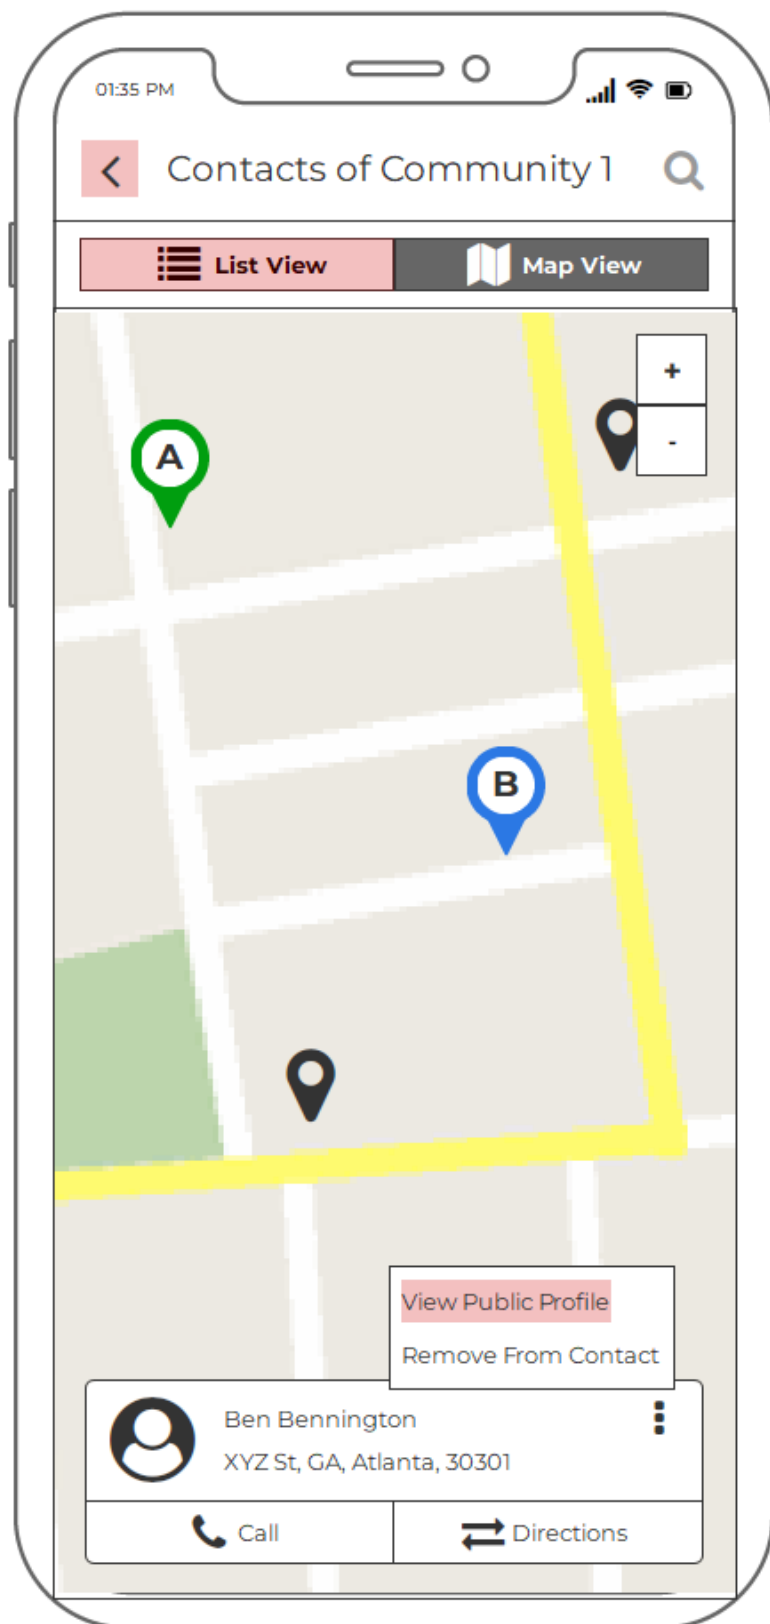 01:35 PM
Contacts of Community 1
List View
Map View
+
-
A
B
View Public Profile
Remove From Contact
Ben Bennington
XYZ St, GA, Atlanta, 30301
Call
Directions